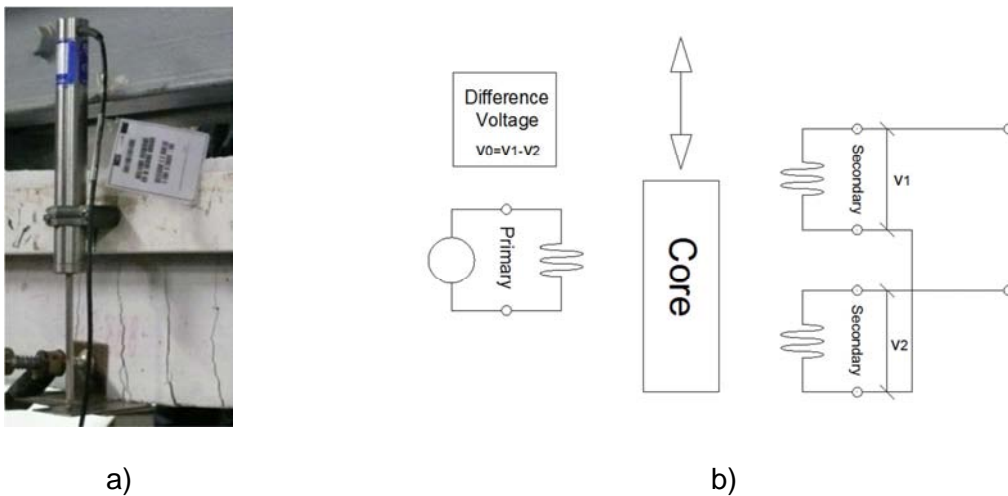 Difference
Voltage
V0=V1-V2
Primary
Core
Secondary
V1
Secondary
V2
a)
b)